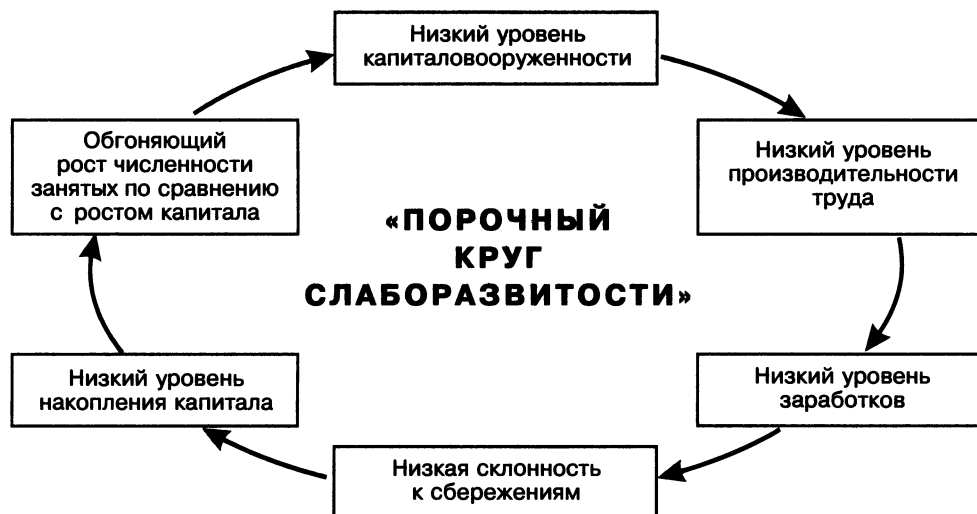 Низкий уровень
капиталовооруженности
Обгоняющий
рост численности
занятых по сравнению
с ростом капитала
Низкий уровень
производительности
труда
«ПОРОЧНЫЙ
КРУГ
СЛАБОРАЗВИТОСТИ»
Низкий уровень
накопления капитала
Низкий уровень
заработков
Низкая склонность
к сбережениям